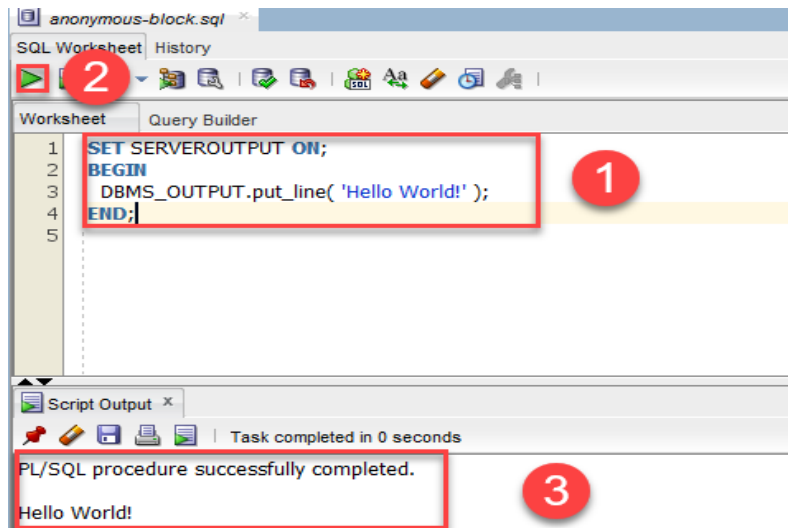 anonymous-block.sql
SQL Worksheet History
2
Worksheet Query Builder
1 SET SERVEROUTPUT ON;
2 BEGIN
3 DBMS_OUTPUT.put_line( 'Hello World!' );
4 END;
5
1
Script Output
Task completed in 0 seconds
PL/SQL procedure successfully completed.
Hello World!
3